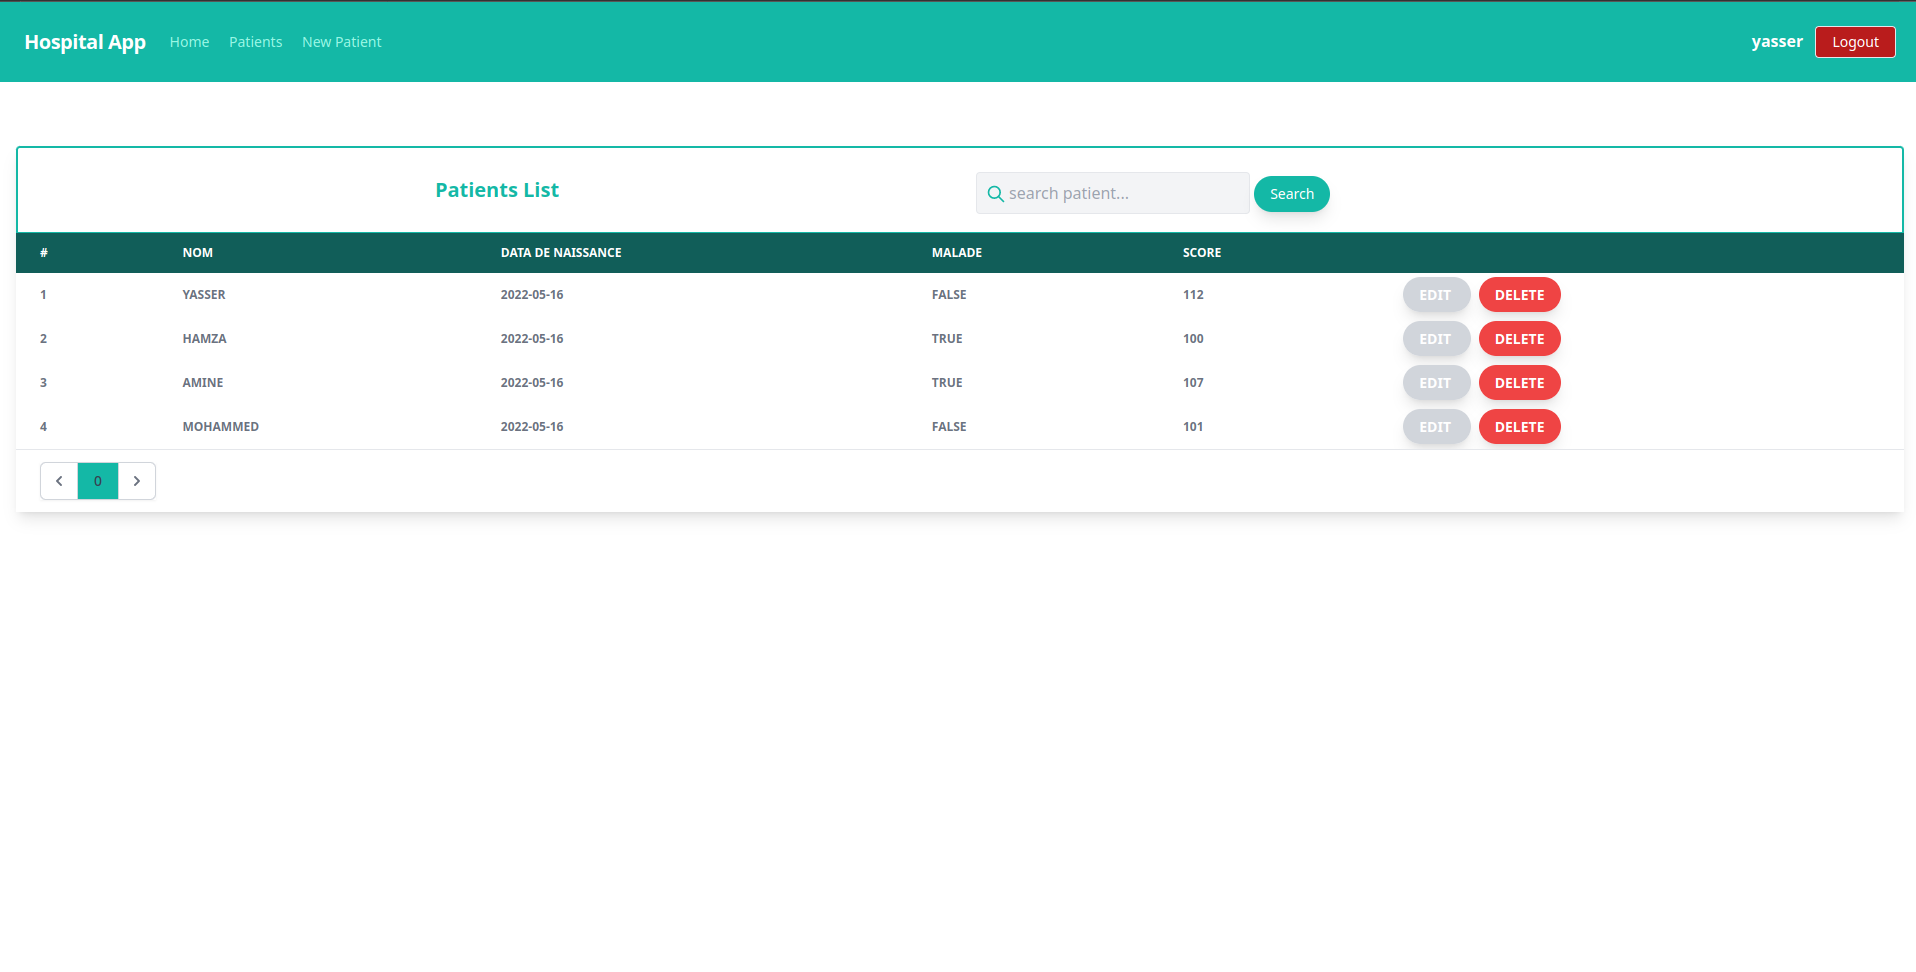 Hospital App Home Patients New Patient yasser Logout
Patients List search patient... Search
# NOM DATA DE NAISSANCE MALADE SCORE
1 YASSER 2022-05-16 FALSE 112 EDIT DELETE
2 HAMZA 2022-05-16 TRUE 100 EDIT DELETE
3 AMINE 2022-05-16 TRUE 107 EDIT DELETE
4 MOHAMMED 2022-05-16 FALSE 101 EDIT DELETE
0